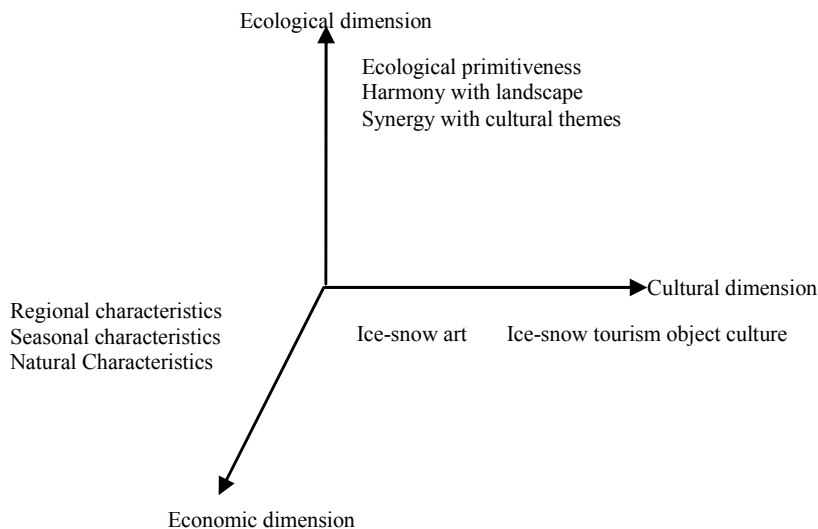 Ecological dimension
Ecological primitiveness
Harmony with landscape
Synergy with cultural themes
Cultural dimension
Regional characteristics
Seasonal characteristics
Natural Characteristics
Ice-snow art
Ice-snow tourism object culture
Economic dimension